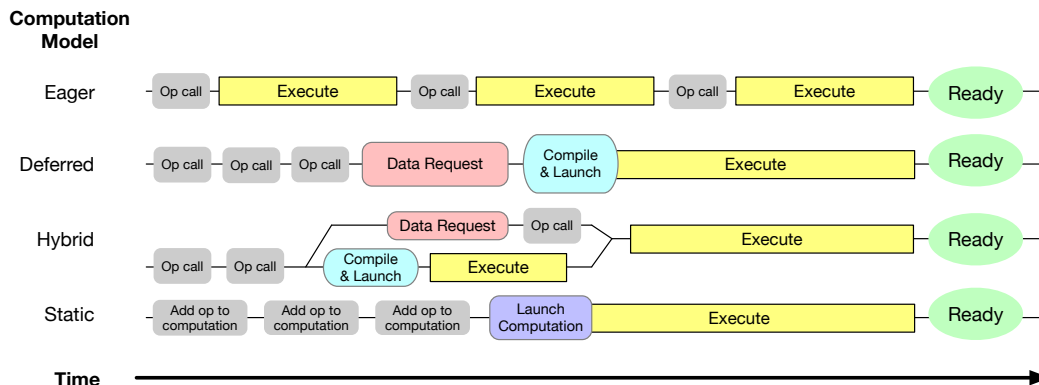 Computation
Model
Eager
Op call
Execute
Op call
Execute
Op call
Execute
Ready
Deferred
Op call
Op call
Op call
Data Request
Compile
& Launch
Execute
Ready
Hybrid
Op call
Op call
Data Request
Op call
Compile
& Launch
Execute
Execute
Ready
Static
Add op to
computation
Add op to
computation
Add op to
computation
Launch
Computation
Execute
Ready
Time